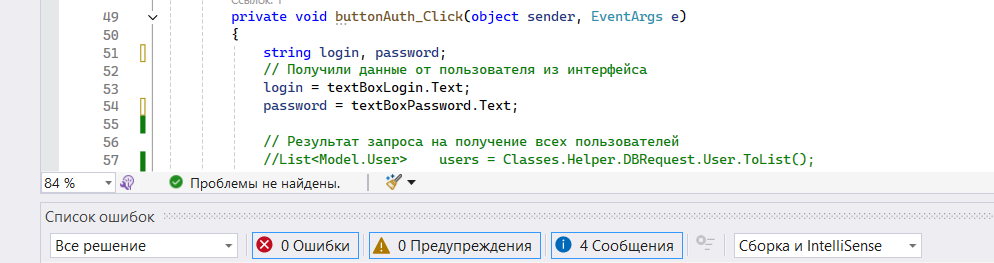 Ссылок: 1
49 private void buttonAuth_Click(object sender, EventArgs e)
50 {
51 string login, password;
52 // Получили данные от пользователя из интерфейса
53 login = textBoxLogin.Text;
54 password = textBoxPassword.Text;
55
56 // Результат запроса на получение всех пользователей
57 //List<Model.User>    users = Classes.Helper.DBRequest.User.ToList();
84 % Проблемы не найдены.
Список ошибок
Все решение 0 Ошибки 0 Предупреждения 4 Сообщения Сборка и IntelliSense